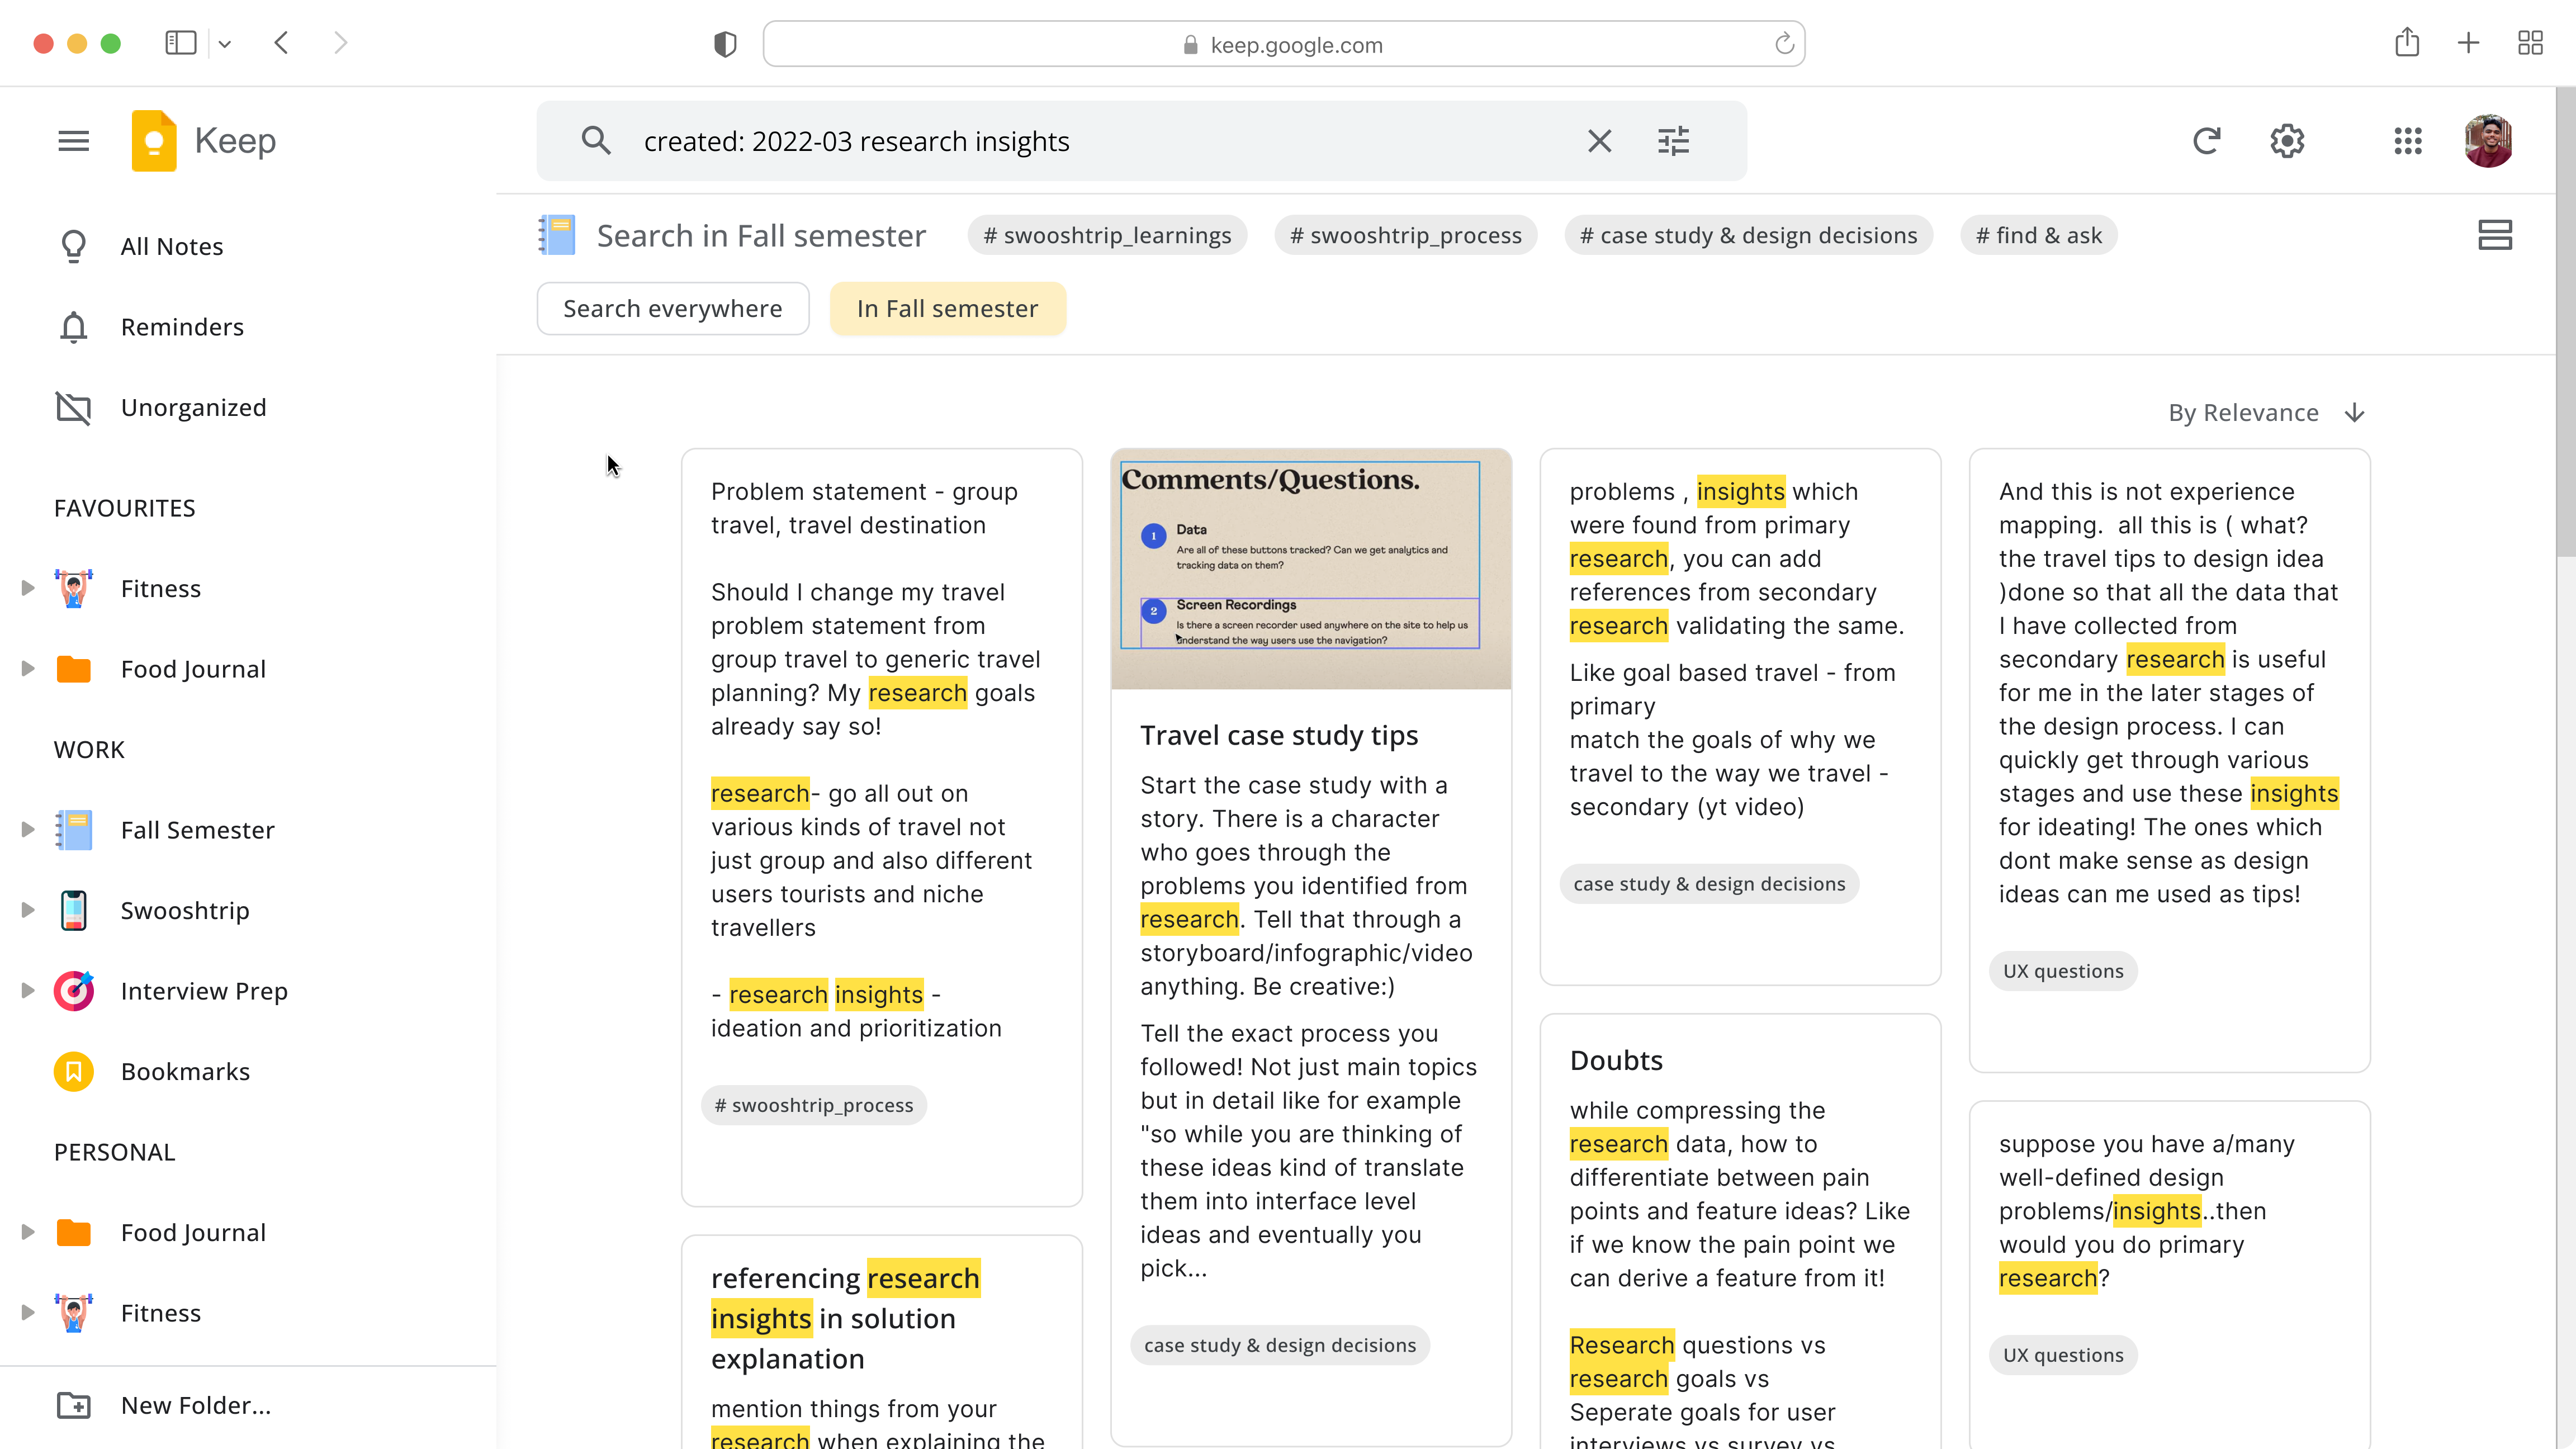 keep.google.com
Keep
created: 2022-03 research insights
All Notes
Reminders
Unorganized
FAVOURITES
Fitness
Food Journal
WORK
Fall Semester
Swooshtrip
Interview Prep
Bookmarks
PERSONAL
Food Journal
Fitness
New Folder...
Search in Fall semester
# swooshtrip_learnings
# swooshtrip_process
# case study & design decisions
# find & ask
Search everywhere
In Fall semester
By Relevance
Problem statement - group
travel, travel destination
Should I change my travel
problem statement from
group travel to generic travel
planning? My research goals
already say so!
research- go all out on
various kinds of travel not
just group and also different
users tourists and niche
travellers
- research insights -
ideation and prioritization
# swooshtrip_process
referencing research
insights in solution
explanation
mention things from your
research when explaining the
Comments/Questions.
1
Data
Are all of these buttons tracked? Can we get analytics and
tracking data on them?
2
Screen Recordings
Is there a screen recorder used anywhere on the site to help us
understand the way users use the navigation?
Travel case study tips
Start the case study with a
story. There is a character
who goes through the
problems you identified from
research. Tell that through a
storyboard/infographic/video
anything. Be creative:)
Tell the exact process you
followed! Not just main topics
but in detail like for example
"so while you are thinking of
these ideas kind of translate
them into interface level
ideas and eventually you
pick...
case study & design decisions
problems , insights which
were found from primary
research, you can add
references from secondary
research validating the same.
Like goal based travel - from
primary
match the goals of why we
travel to the way we travel -
secondary (yt video)
case study & design decisions
Doubts
while compressing the
research data, how to
differentiate between pain
points and feature ideas? Like
if we know the pain point we
can derive a feature from it!
Research questions vs
research goals vs
Seperate goals for user
interviews vs survey vs
And this is not experience
mapping.  all this is ( what?
the travel tips to design idea
)done so that all the data that
I have collected from
secondary research is useful
for me in the later stages of
the design process. I can
quickly get through various
stages and use these insights
for ideating! The ones which
dont make sense as design
ideas can me used as tips!
UX questions
suppose you have a/many
well-defined design
problems/insights..then
would you do primary
research?
UX questions